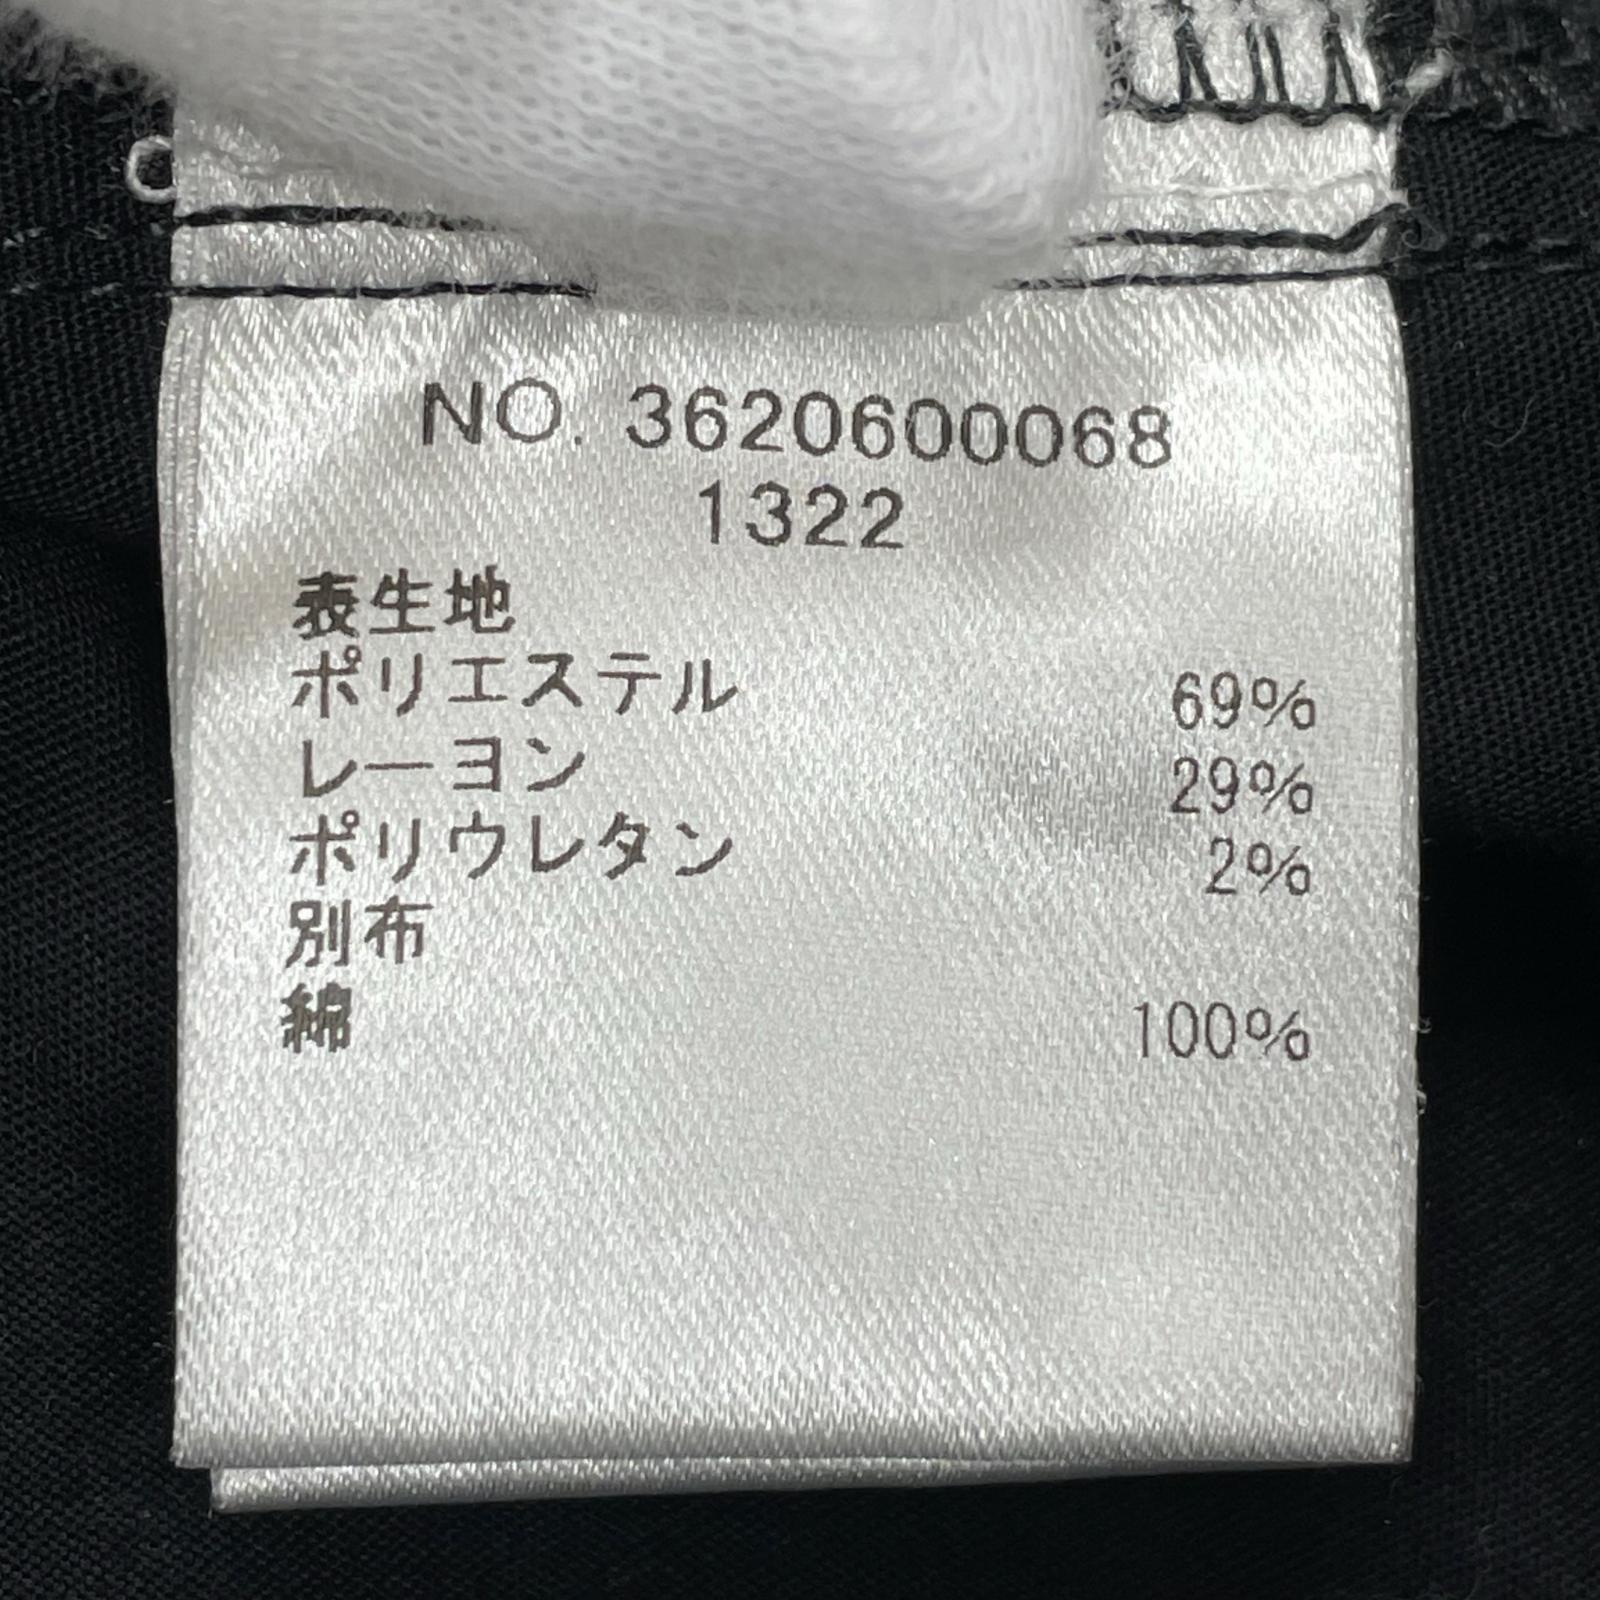 NO. 3620600068
1322
表生地
ポリエステル 69%
レーヨン 29%
ポリウレタン 2%
別布
綿 100%